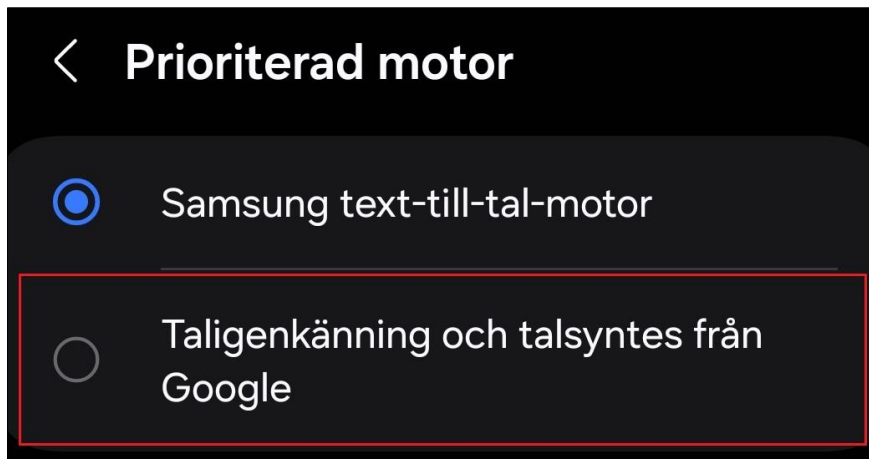 Prioriterad motor
Samsung text-till-tal-motor
Taligenkänning och talsyntes från
Google